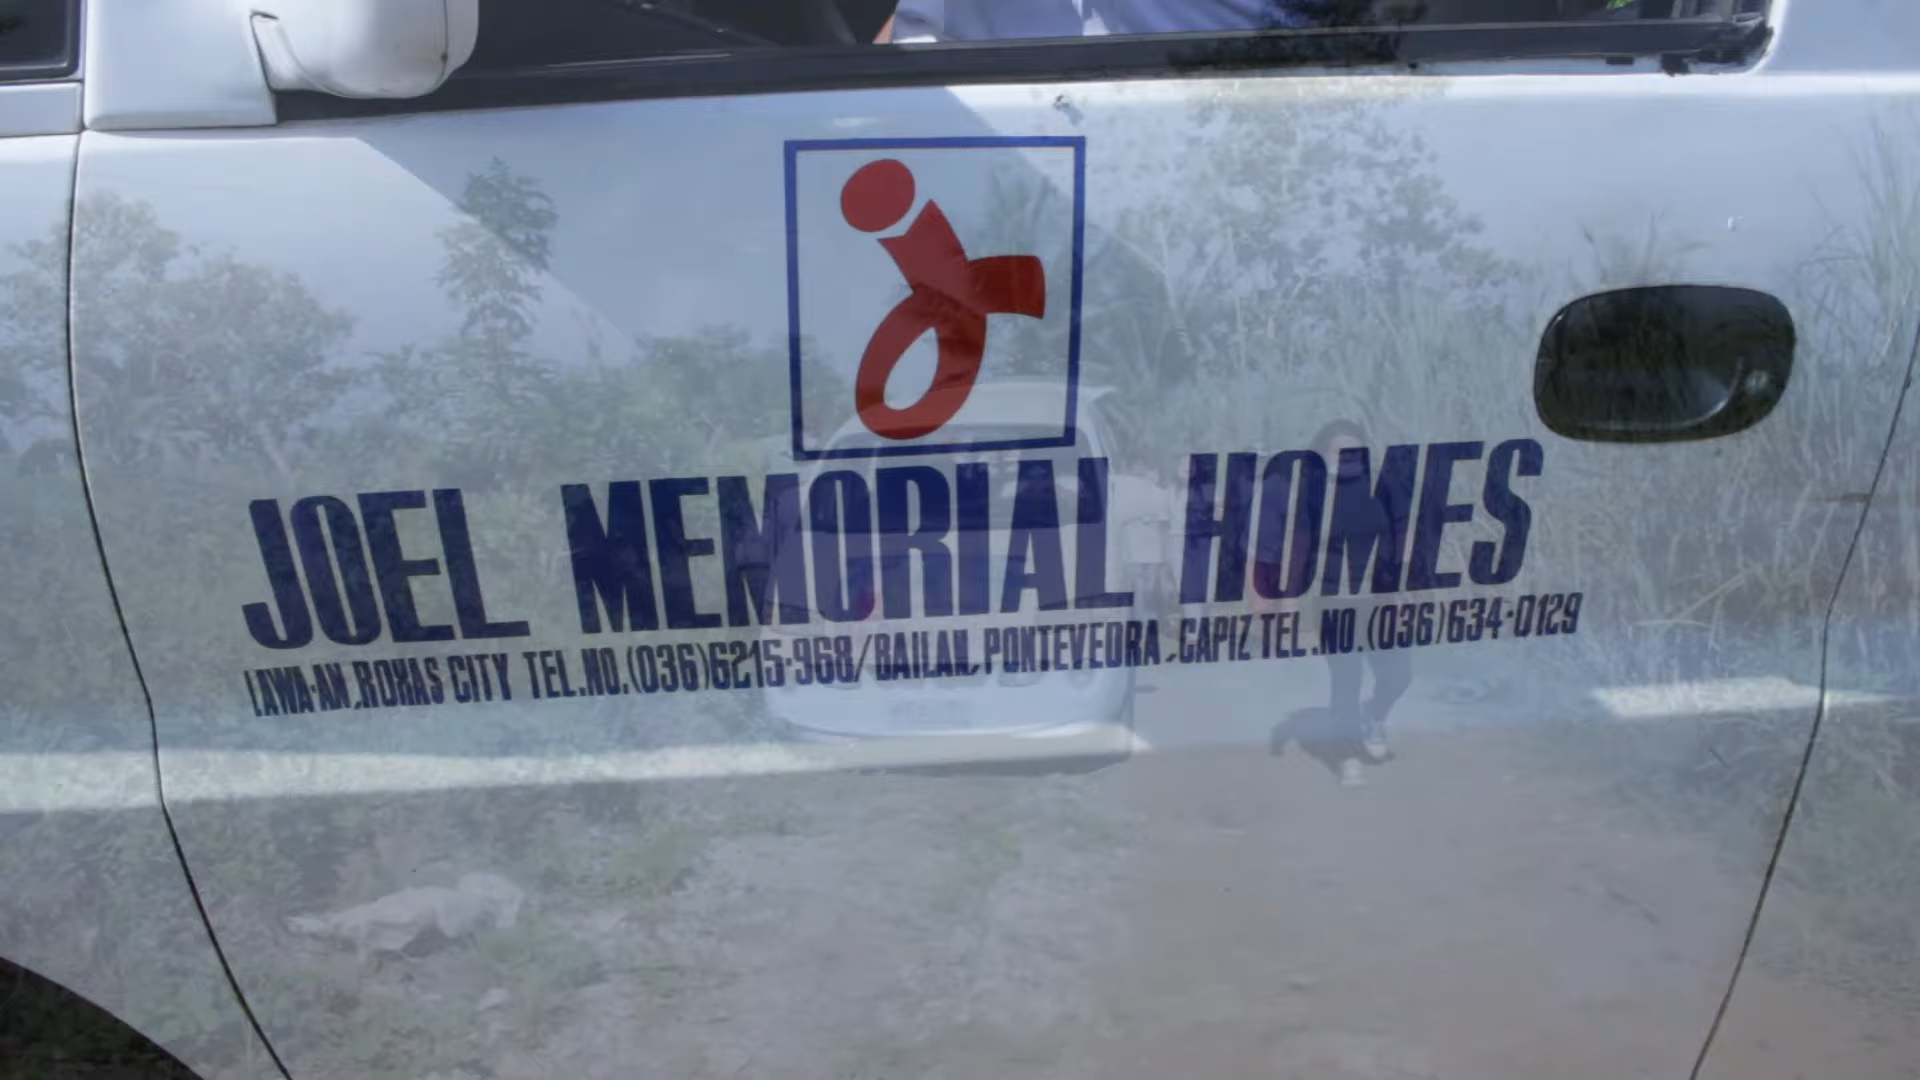 JOEL MEMORIAL HOMES
LAWA-AN, ROXAS CITY TEL.NO.(036)6215-968/BAILAN, PONTEVEDRA, CAPIZ TEL.NO.(036)634-0129